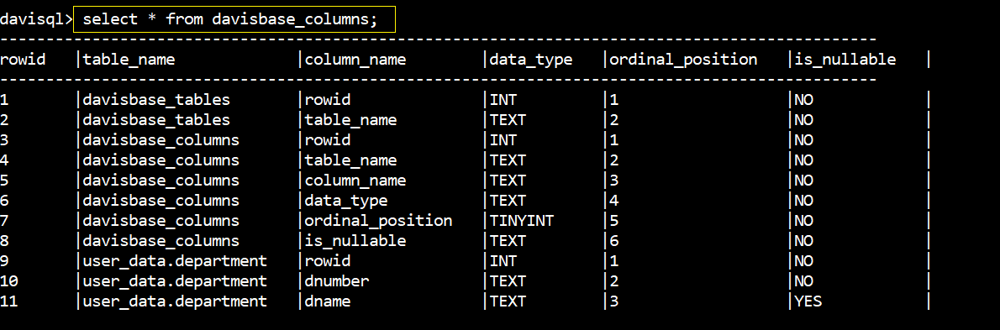 davisql> select * from davisbase_columns;
-----------------------------------------------------------------------------------------------
rowid   |table_name             |column_name        |data_type   |ordinal_position   |is_nullable   |
-----------------------------------------------------------------------------------------------
1       |davisbase_tables       |rowid              |INT         |1                  |NO            |
2       |davisbase_tables       |table_name         |TEXT        |2                  |NO            |
3       |davisbase_columns      |rowid              |INT         |1                  |NO            |
4       |davisbase_columns      |table_name         |TEXT        |2                  |NO            |
5       |davisbase_columns      |column_name        |TEXT        |3                  |NO            |
6       |davisbase_columns      |data_type          |TEXT        |4                  |NO            |
7       |davisbase_columns      |ordinal_position   |TINYINT     |5                  |NO            |
8       |davisbase_columns      |is_nullable        |TEXT        |6                  |NO            |
9       |user_data.department   |rowid              |INT         |1                  |NO            |
10      |user_data.department   |dnumber            |TEXT        |2                  |NO            |
11      |user_data.department   |dname              |TEXT        |3                  |YES           |